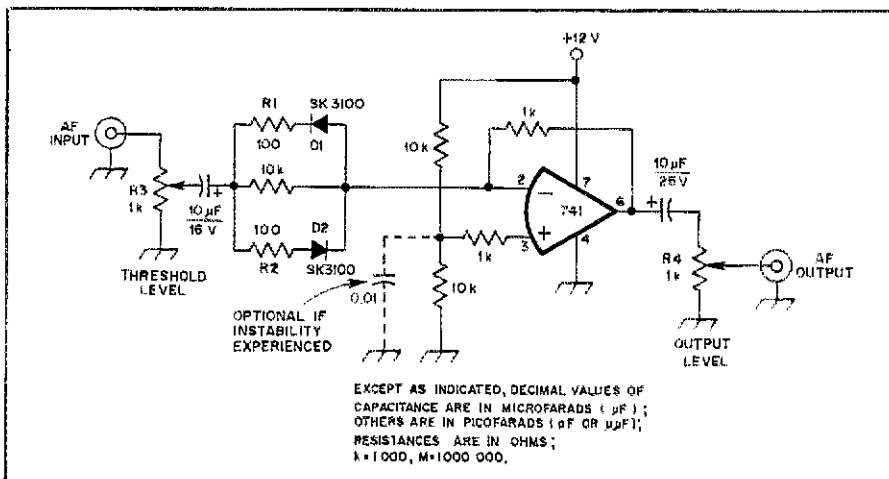 +12 V
AF
INPUT
R3
1k
THRESHOLD
LEVEL
10 µF
16 V
+
R1
100
SK 3100
D1
10k
100
R2
D2
SK3100
10k
1k
2
7
741
6
3
4
1k
10k
0.01
OPTIONAL IF
INSTABILITY
EXPERIENCED
+
10 µF
25V
R4
1k
AF
OUTPUT
OUTPUT
LEVEL
EXCEPT AS INDICATED, DECIMAL VALUES OF
CAPACITANCE ARE IN MICROFARADS ( µF ) ;
OTHERS ARE IN PICOFARADS ( pF OR µµF);
RESISTANCES ARE IN OHMS ;
k=1000, M=1000 000.